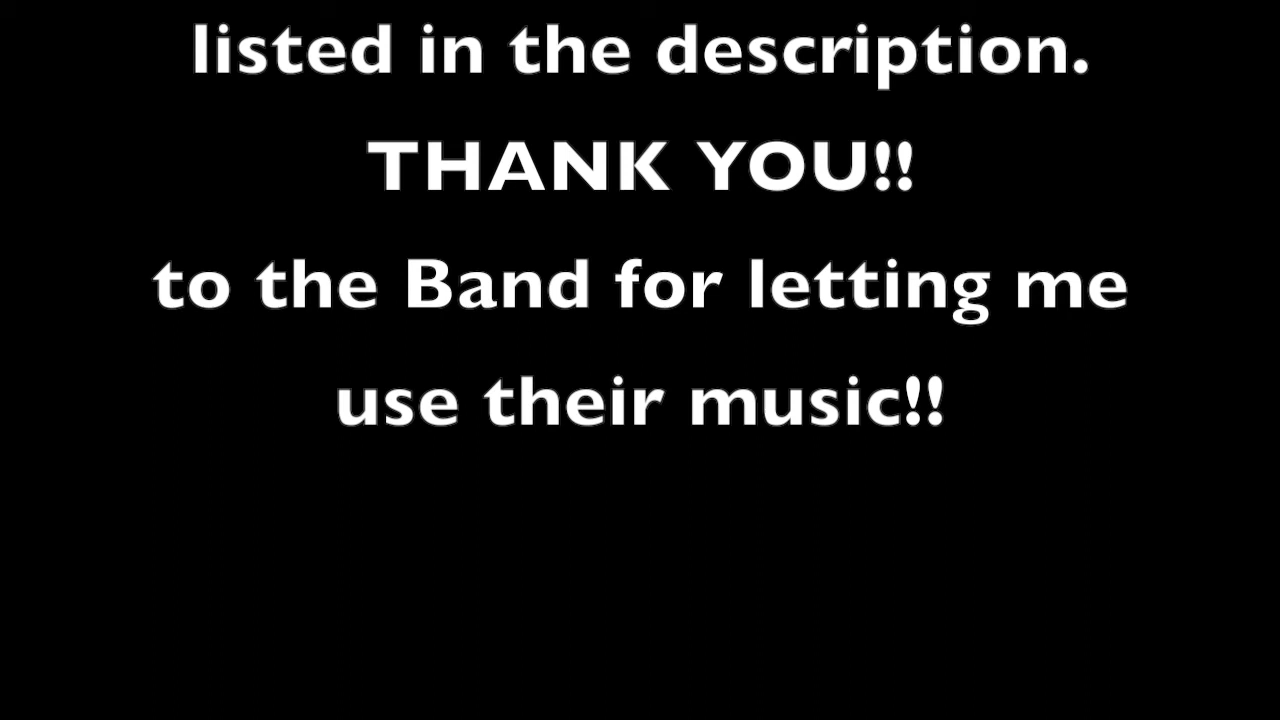 listed in the description.
THANK YOU!!
to the Band for letting me
use their music!!